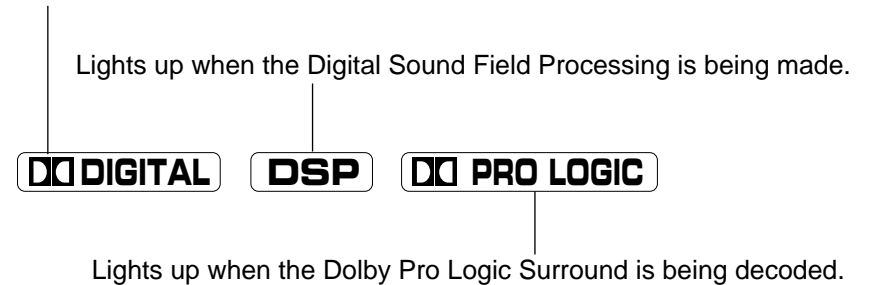 Lights up when the Digital Sound Field Processing is being made.
DIGITAL DSP PRO LOGIC
Lights up when the Dolby Pro Logic Surround is being decoded.